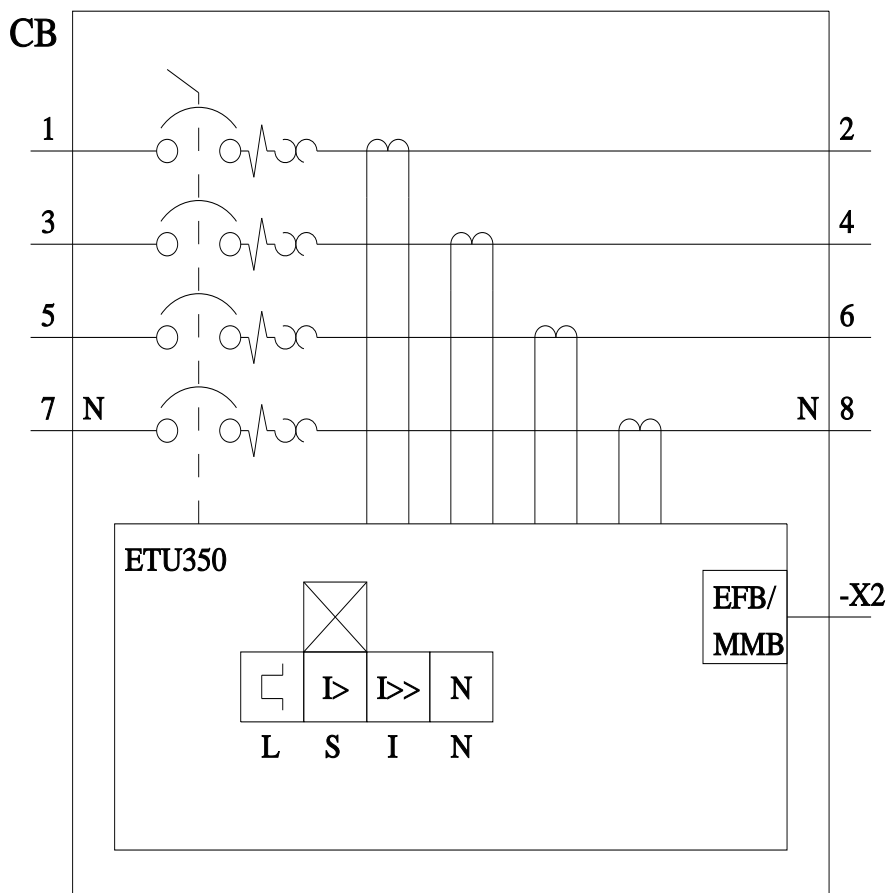 CB
1 2
3 4
5 6
7 N N 8
ETU350
EFB/ -X2
MMB
I> I>> N
L S I N